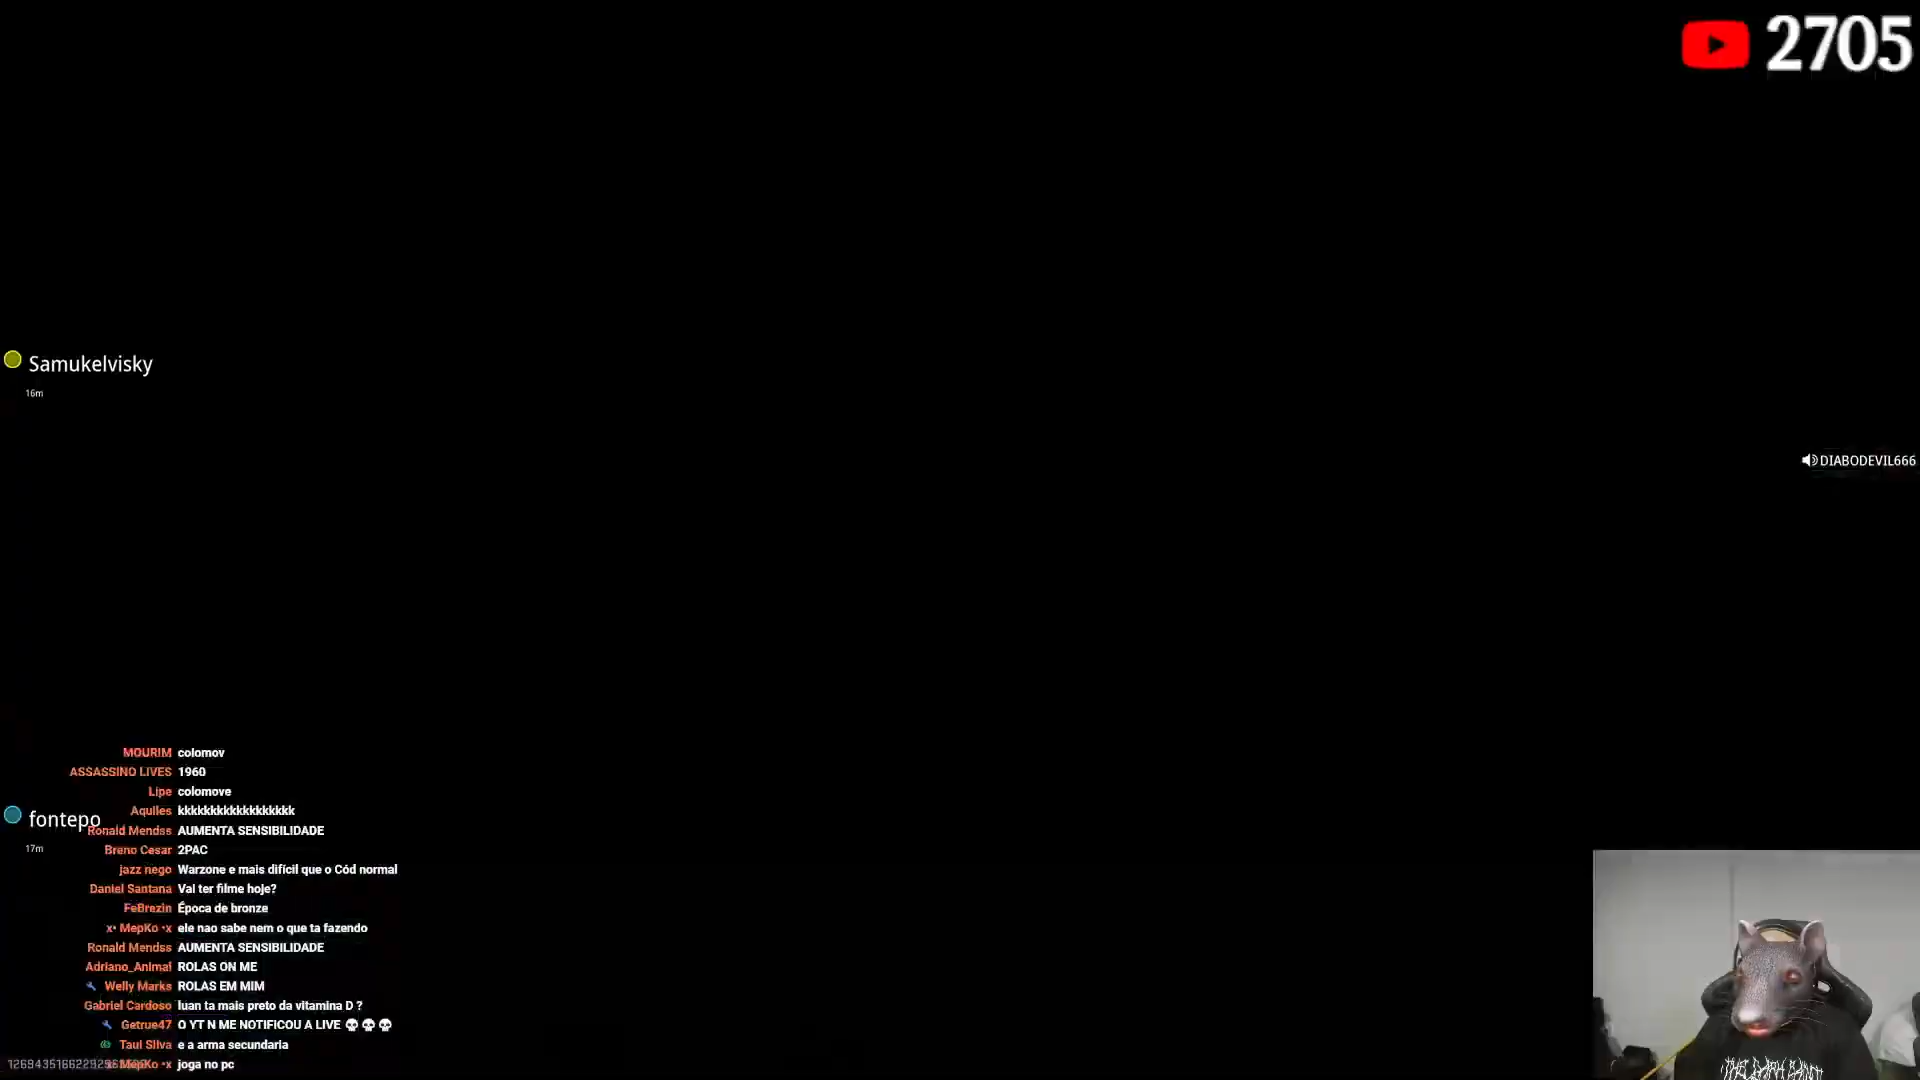 2705
Samukelvisky
16m
DIABODEVIL666
MOURIM colomov
ASSASSINO LIVES 1960
Lipe colomove
Aquiles kkkkkkkkkkkkkkkkkk
fontepo
Ronald Mendss AUMENTA SENSIBILIDADE
17m
Breno Cesar 2PAC
jazz nego Warzone e mais difícil que o Cód normal
Daniel Santana Vai ter filme hoje?
FeBrezin Época de bronze
x• MepKo •x ele nao sabe nem o que ta fazendo
Ronald Mendss AUMENTA SENSIBILIDADE
Adriano_Animal ROLAS ON ME
Welly Marks ROLAS EM MIM
Gabriel Cardoso luan ta mais preto da vitamina D ?
Getrue47 O YT N ME NOTIFICOU A LIVE 💀💀💀
Taui Silva e a arma secundaria
MepKo •x joga no pc